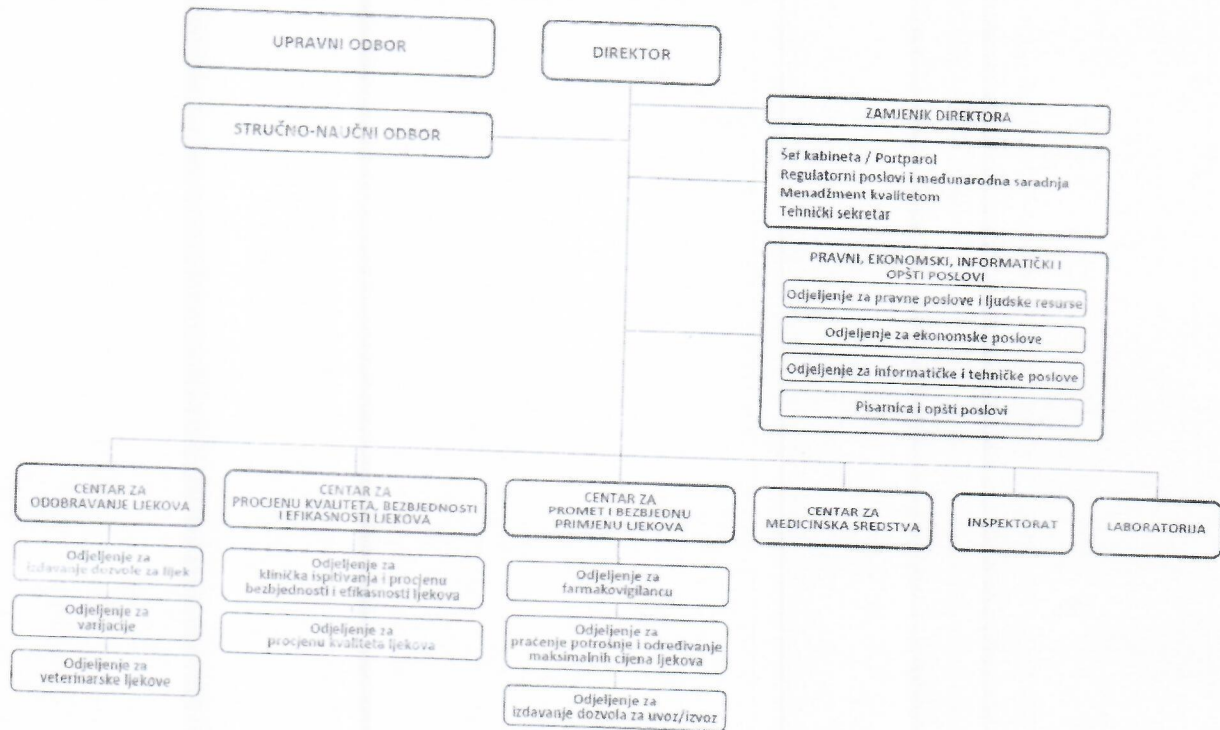 UPRAVNI ODBOR
DIREKTOR
STRUČNO-NAUČNI ODBOR
ZAMJENIK DIREKTORA
Šef kabineta / Portparol
Regulatorni poslovi i međunarodna saradnja
Menadžment kvalitetom
Tehnički sekretar
PRAVNI, EKONOMSKI, INFORMATIČKI I
OPŠTI POSLOVI
Odjeljenje za pravne poslove i ljudske resurse
Odjeljenje za ekonomske poslove
Odjeljenje za informatičke i tehničke poslove
Pisarnica i opšti poslovi
CENTAR ZA
ODOBRAVANJE LJEKOVA
Odjeljenje za
izdavanje dozvole za lijek
Odjeljenje za
varijacije
Odjeljenje za
veterinarske ljekove
CENTAR ZA
PROCJENU KVALITETA, BEZBJEDNOSTI
I EFIKASNOSTI LJEKOVA
Odjeljenje za
klinička ispitivanja i procjenu
bezbjednosti i efikasnosti ljekova
Odjeljenje za
procjenu kvaliteta ljekova
CENTAR ZA
PROMET I BEZBJEDNU
PRIMJENU LJEKOVA
Odjeljenje za
farmakovigilancu
Odjeljenje za
praćenje potrošnje i određivanje
maksimalnih cijena ljekova
Odjeljenje za
izdavanje dozvola za uvoz/izvoz
CENTAR ZA
MEDICINSKA SREDSTVA
INSPEKTORAT
LABORATORIJA